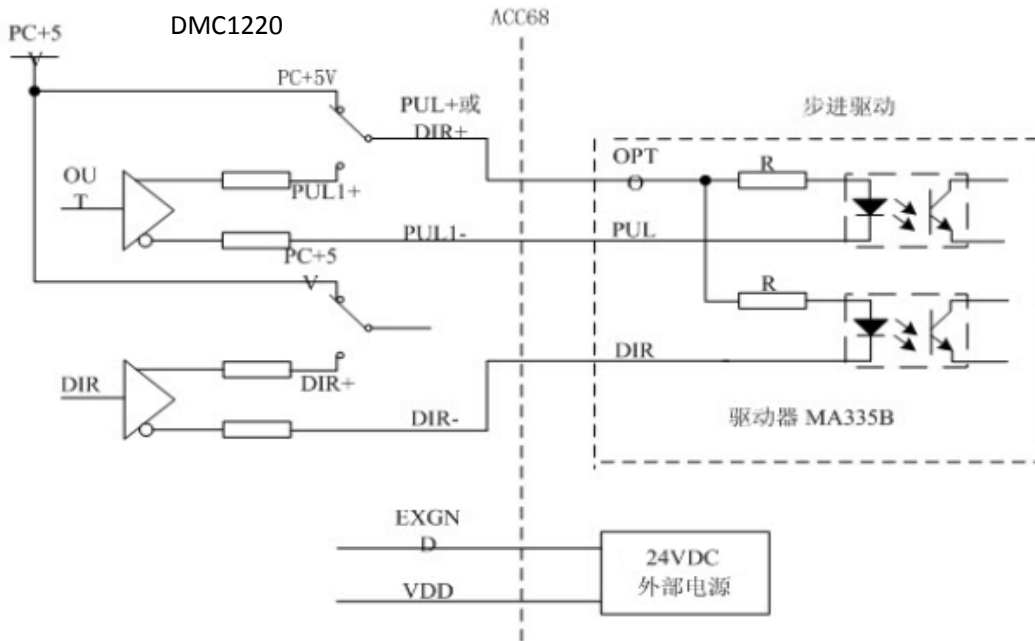 DMC1220
ACC68
PC+5
V
PC+5V
PUL+或
DIR+
步进驱动
OPT
O
R
OU
T
PUL1+
PUL1-
PUL
PC+5
V
R
DIR
DIR+
DIR
DIR-
驱动器 MA335B
EXGN
D
24VDC
外部电源
VDD